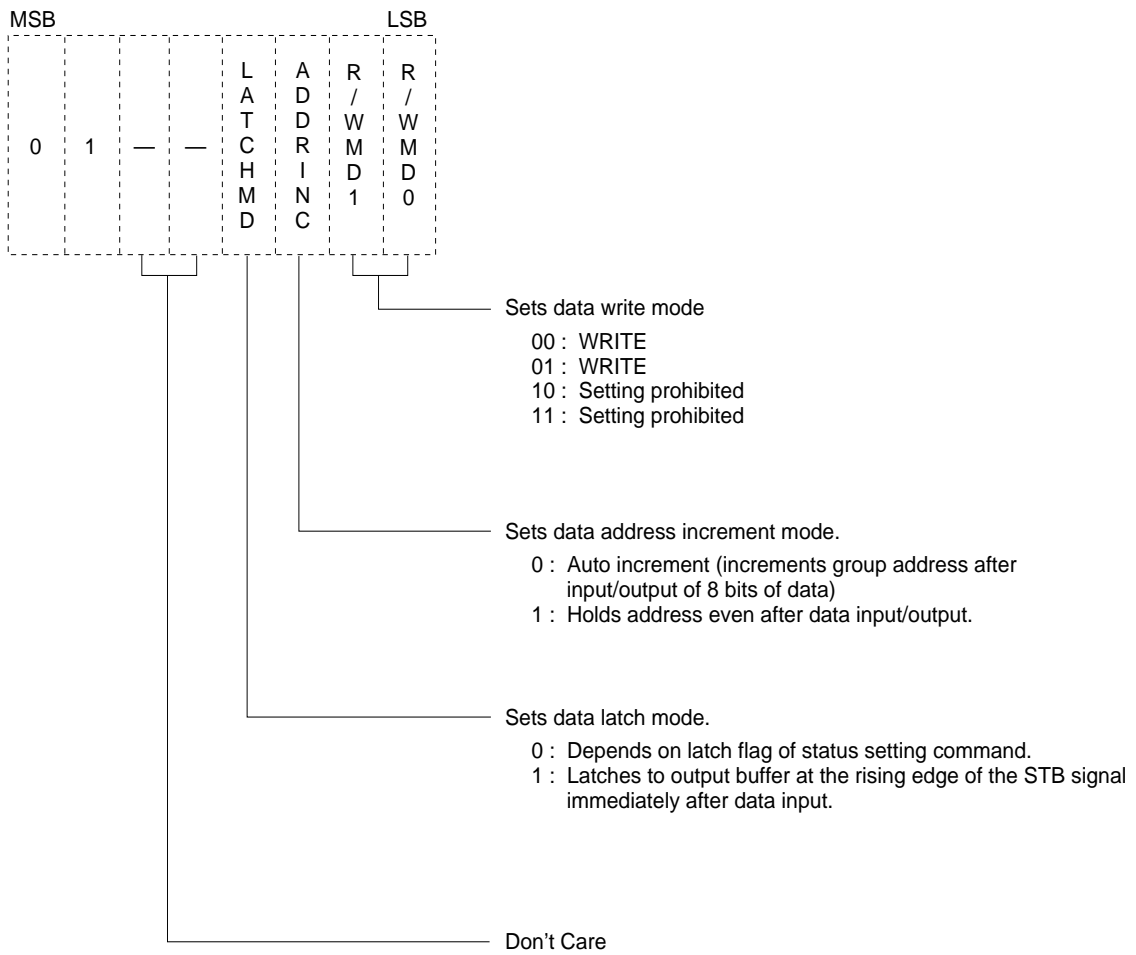 MSB LSB
0 1 — — LATCHMD ADDRINC R/WMD1 R/WMD0
Sets data write mode
00 : WRITE
01 : WRITE
10 : Setting prohibited
11 : Setting prohibited
Sets data address increment mode.
0 : Auto increment (increments group address after
input/output of 8 bits of data)
1 : Holds address even after data input/output.
Sets data latch mode.
0 : Depends on latch flag of status setting command.
1 : Latches to output buffer at the rising edge of the STB signal
immediately after data input.
Don't Care